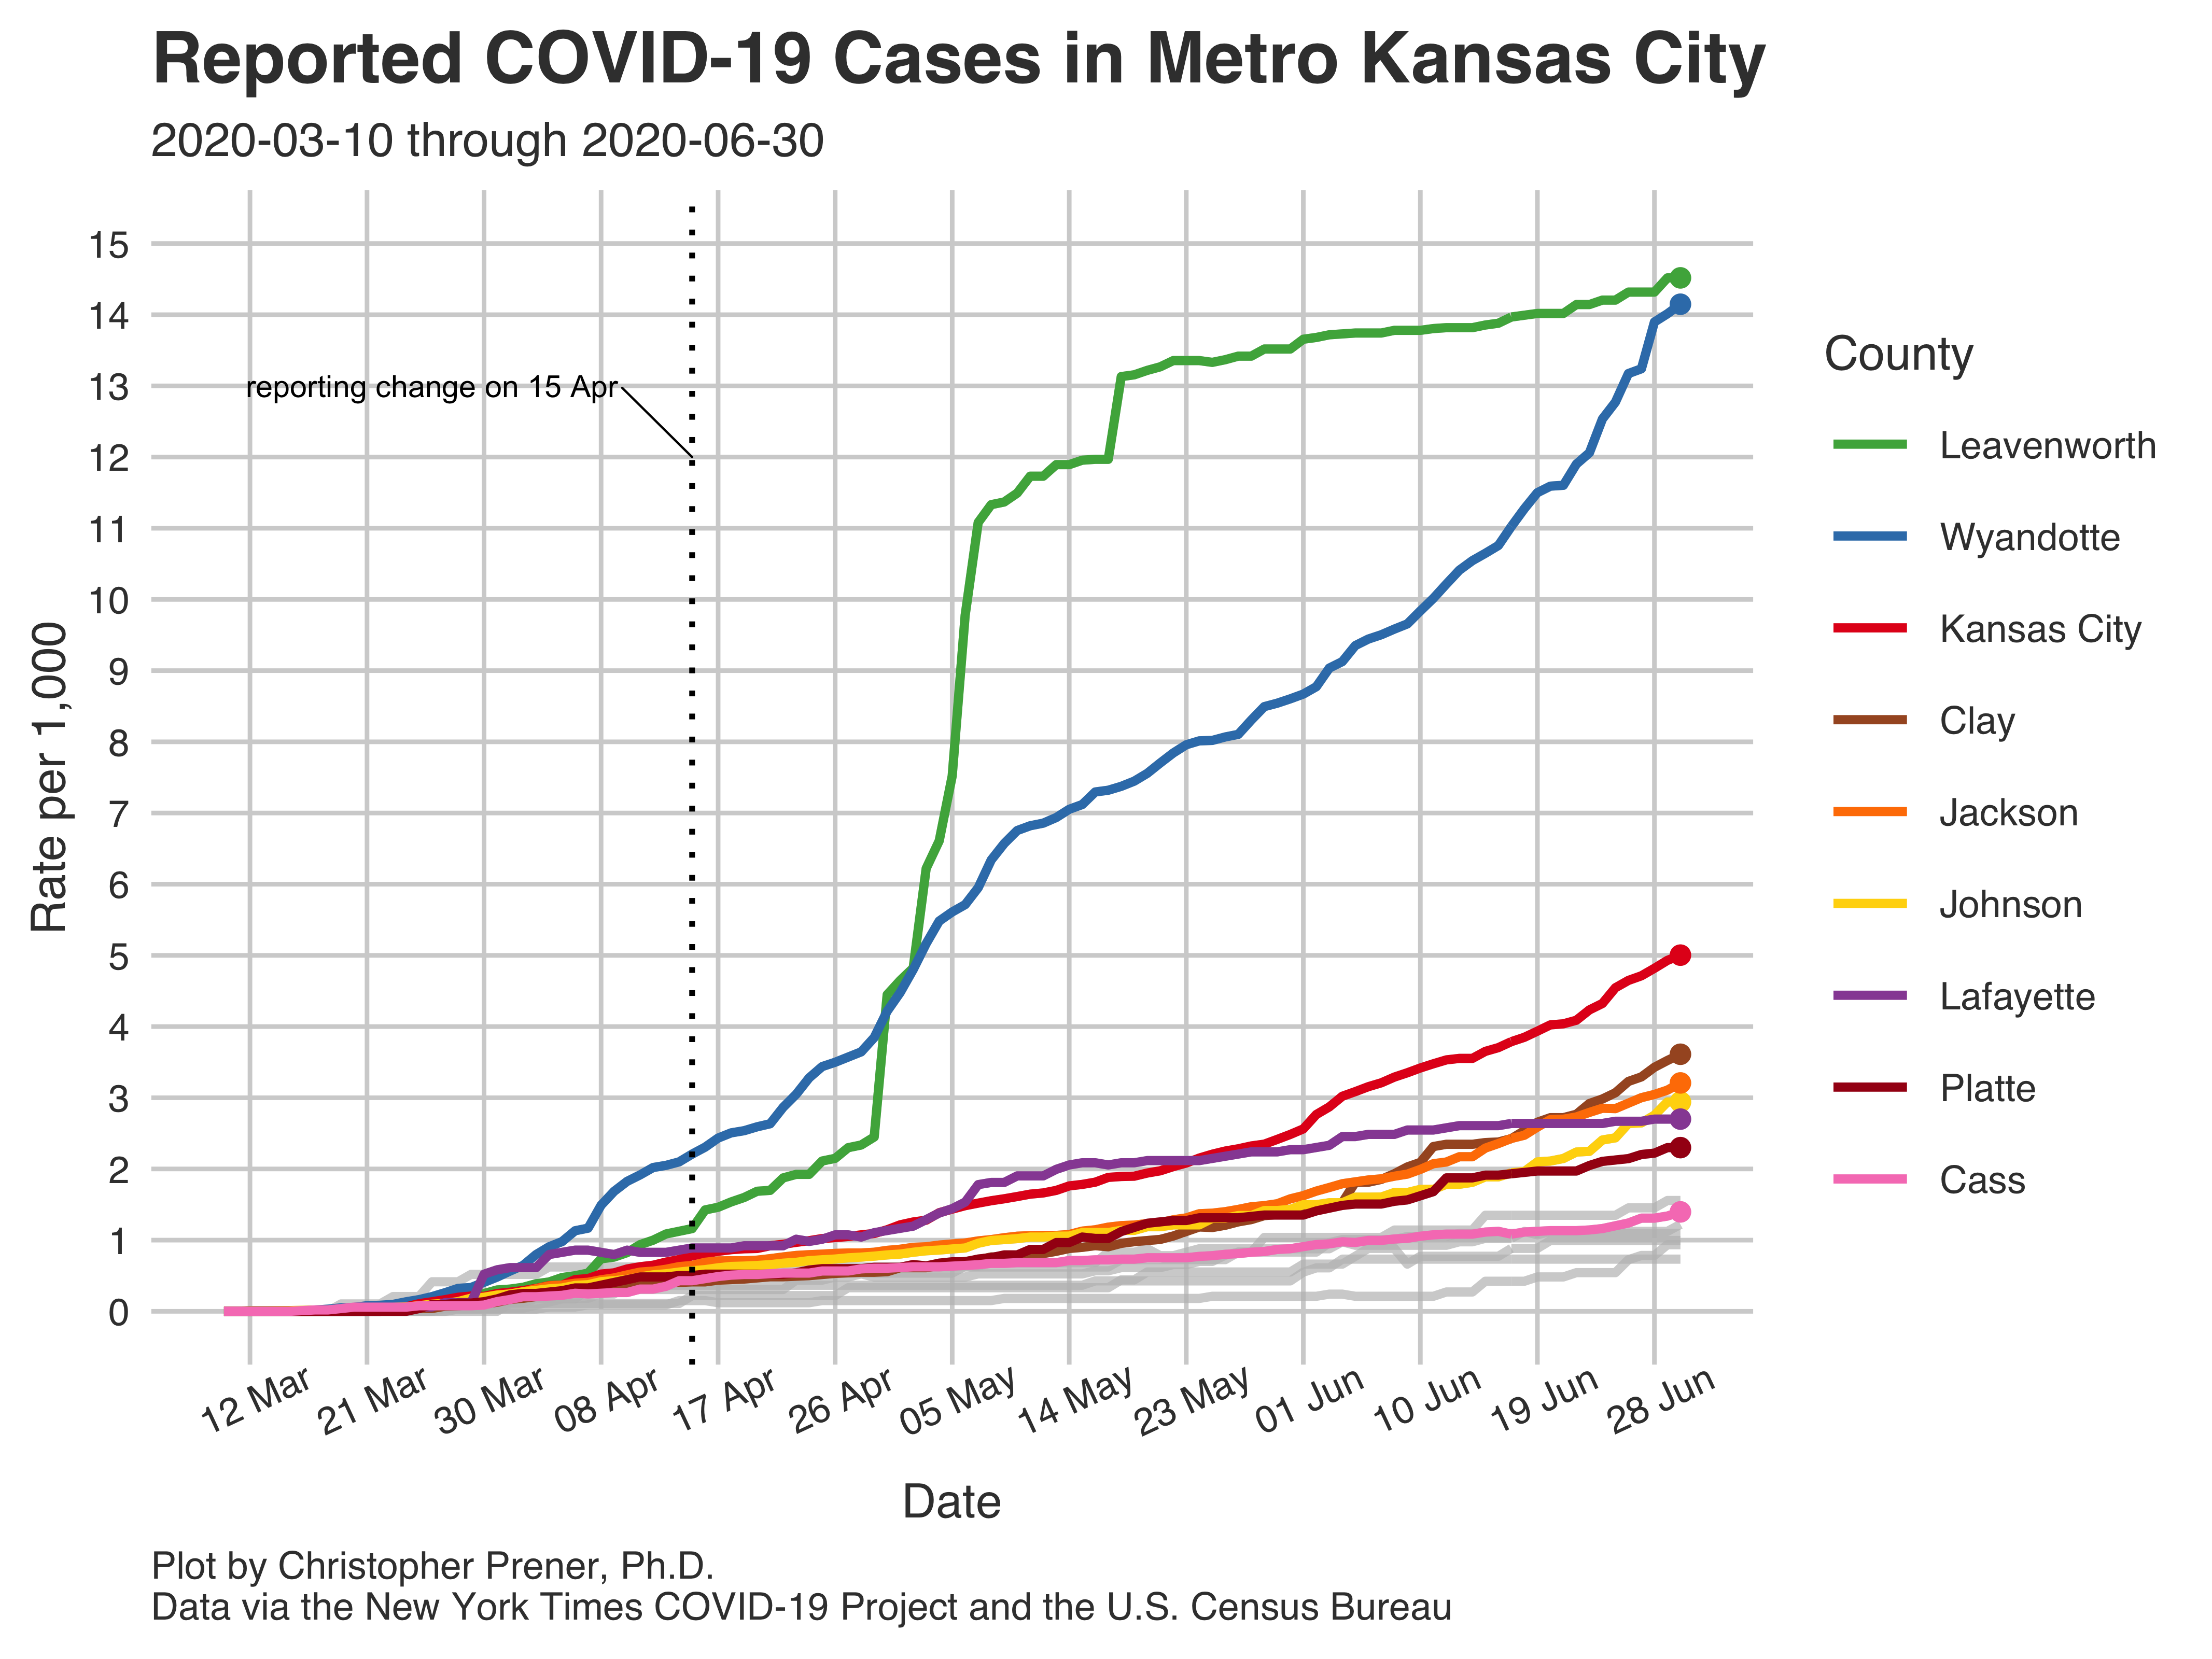 Reported COVID-19 Cases in Metro Kansas City
2020-03-10 through 2020-06-30
15
14
13
12
11
10
9
8
7
6
5
4
3
2
1
0
Rate per 1,000
reporting change on 15 Apr
12 Mar
21 Mar
30 Mar
08 Apr
17 Apr
26 Apr
05 May
14 May
23 May
01 Jun
10 Jun
19 Jun
28 Jun
Date
County
Leavenworth
Wyandotte
Kansas City
Clay
Jackson
Johnson
Lafayette
Platte
Cass
Plot by Christopher Prener, Ph.D.
Data via the New York Times COVID-19 Project and the U.S. Census Bureau